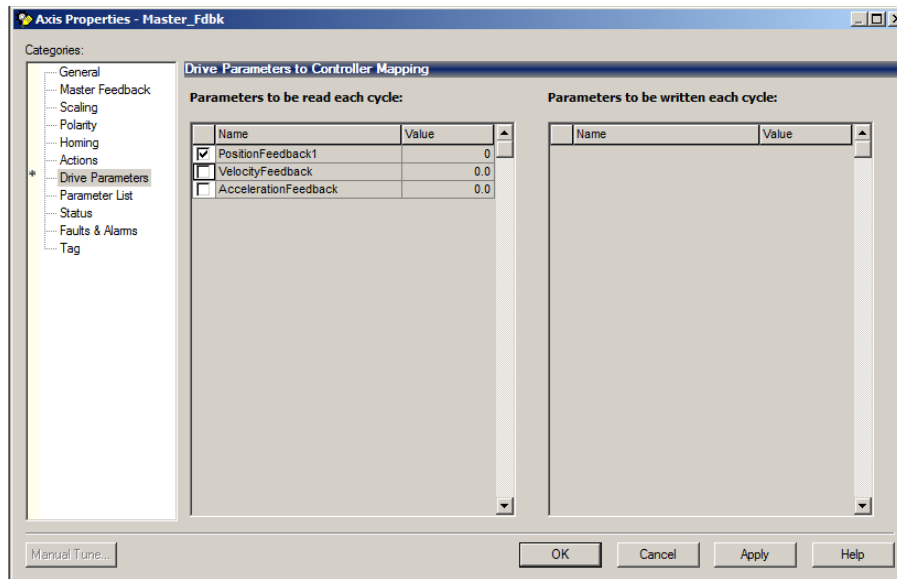 Axis Properties - Master_Fdbk
Categories:
General
Master Feedback
Scaling
Polarity
Homing
Actions
* Drive Parameters
Parameter List
Status
Faults & Alarms
Tag
Drive Parameters to Controller Mapping
Parameters to be read each cycle:
Name Value
PositionFeedback1 0
VelocityFeedback 0.0
AccelerationFeedback 0.0
Parameters to be written each cycle:
Name Value
Manual Tune...
OK Cancel Apply Help